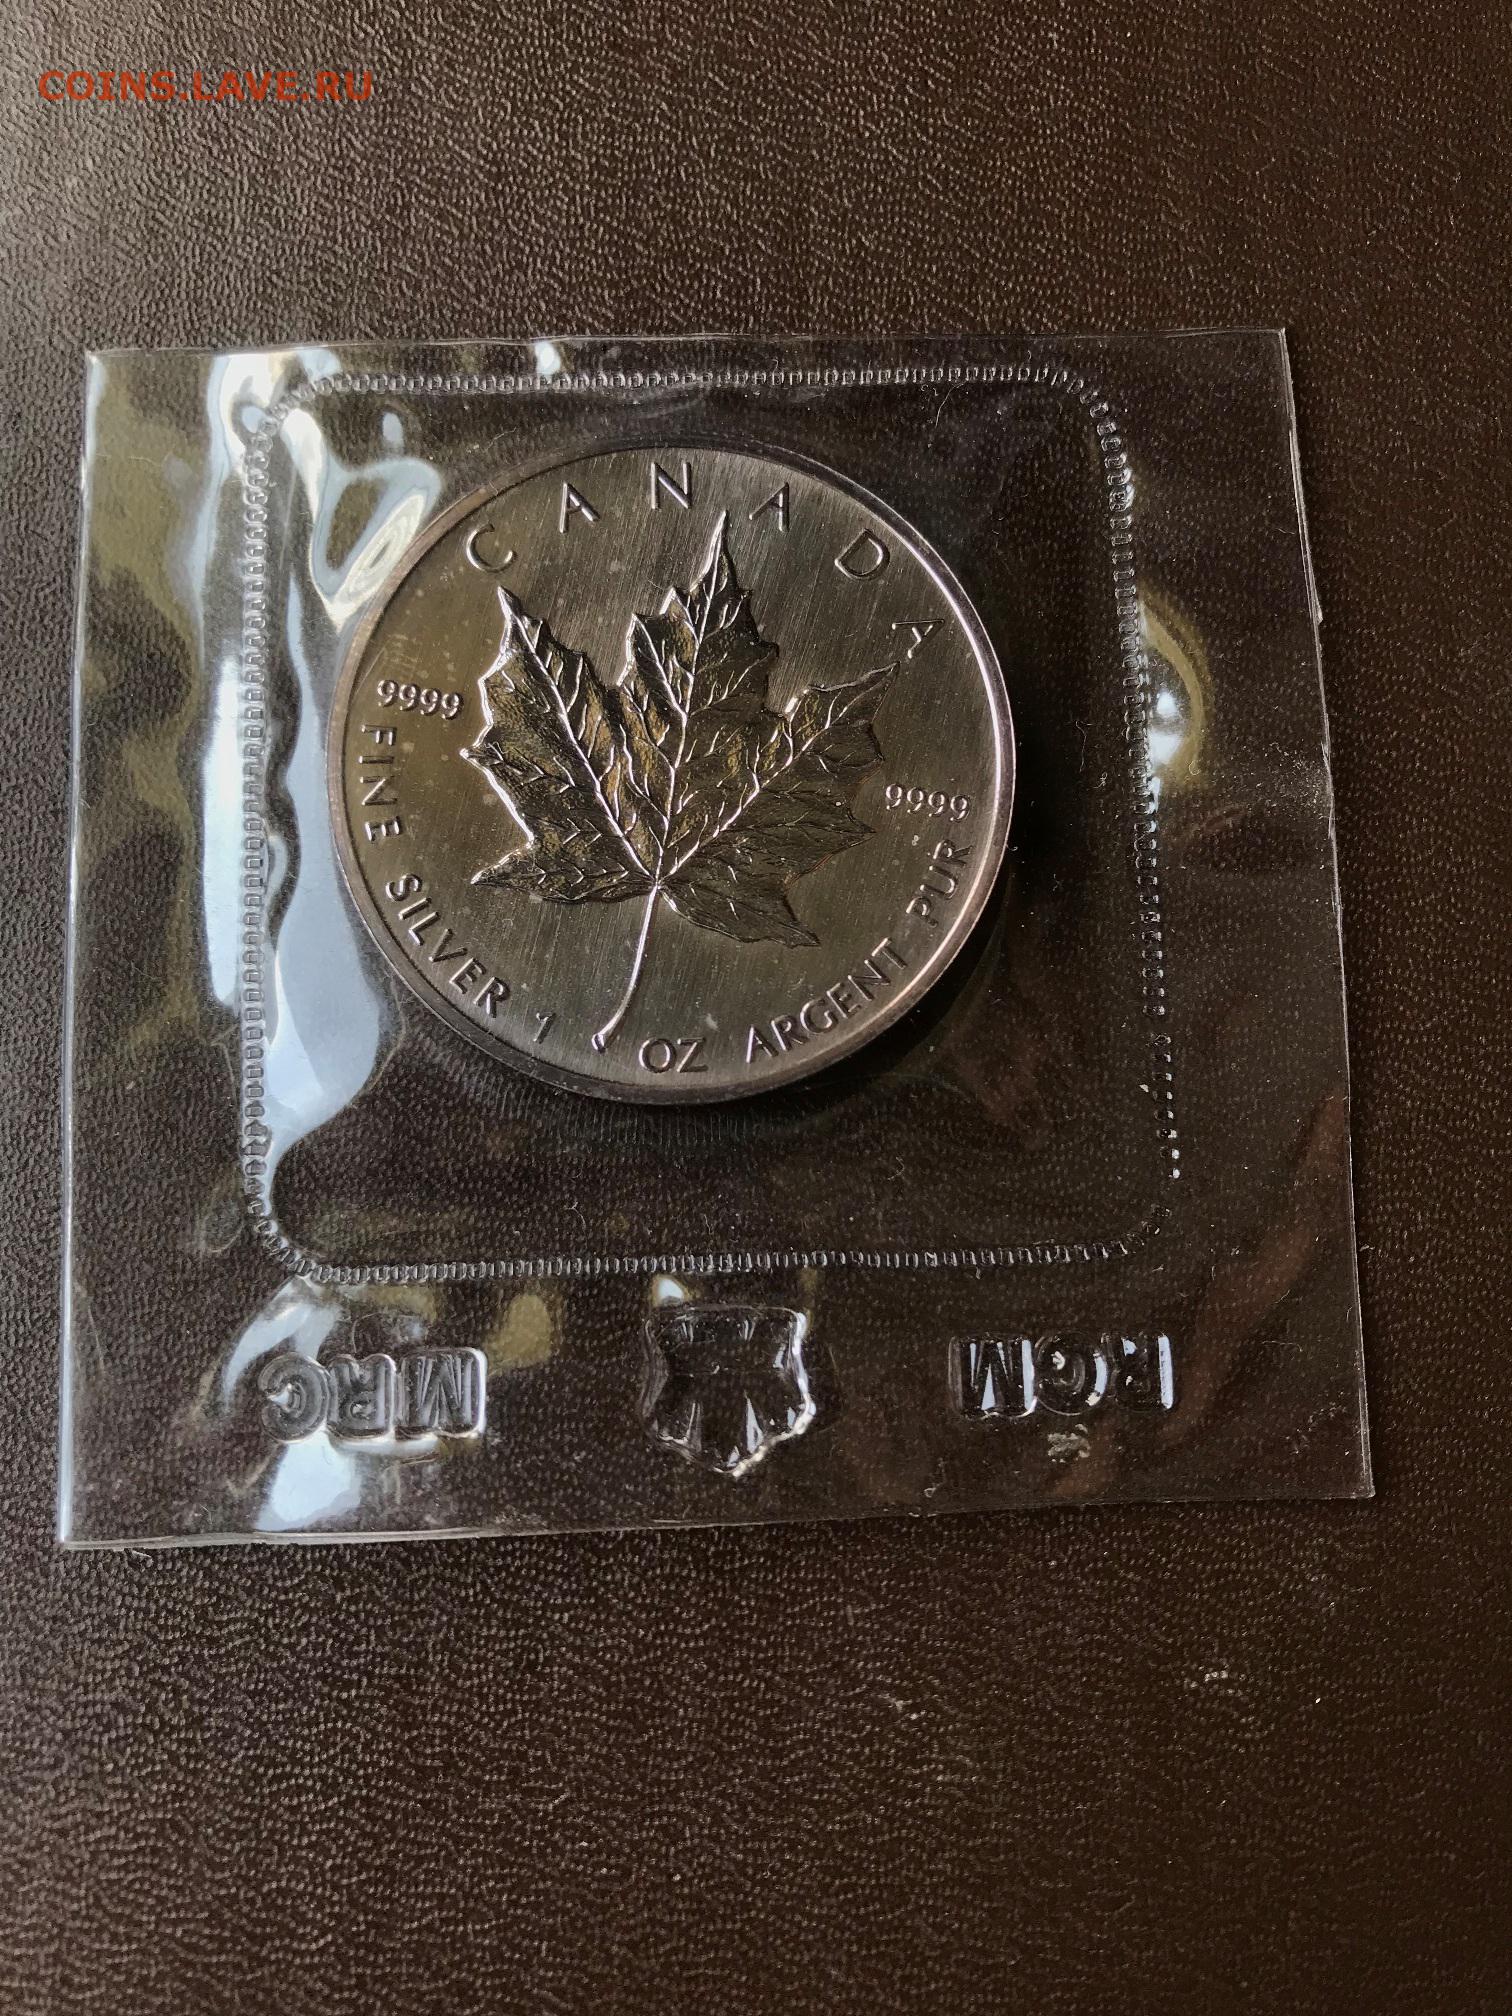 COINS.LAVE.RU
CANADA
9999
9999
FINE SILVER 1 OZ ARGENT PUR
MRC
RCM